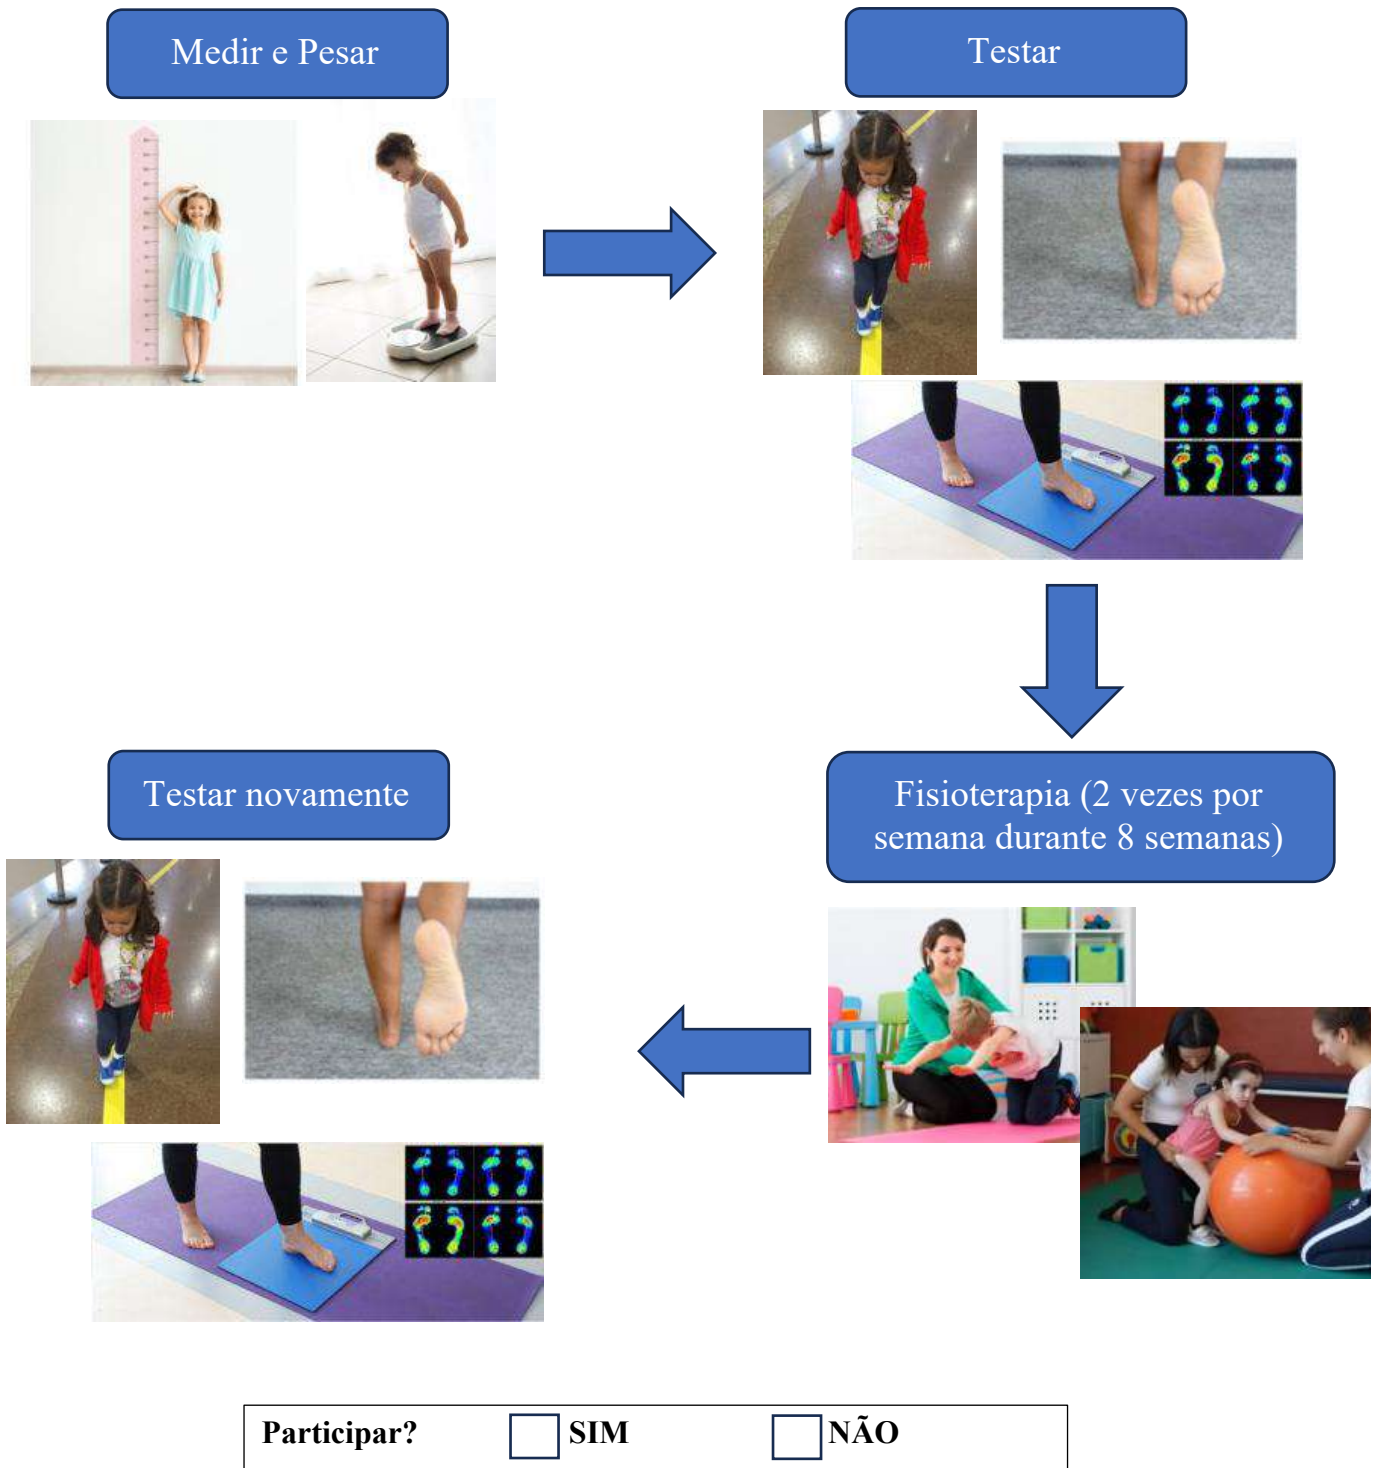 Medir e Pesar
Testar
Fisioterapia (2 vezes por
semana durante 8 semanas)
Testar novamente
Participar? SIM NÃO